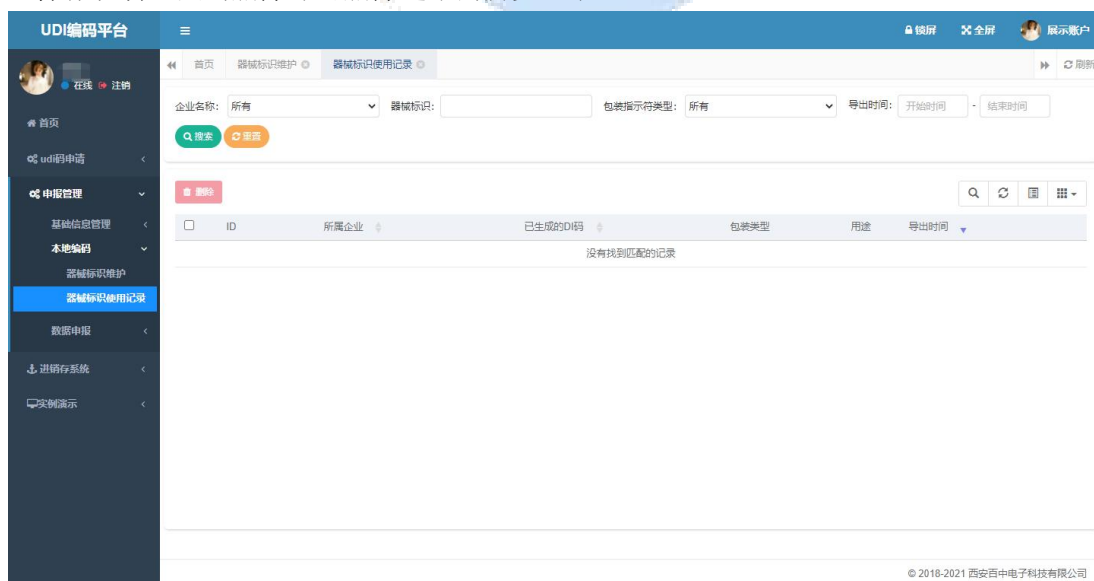 UDI编码平台
锁屏 全屏 展示账户
在线 注销
首页 器械标识维护 器械标识使用记录 刷新
首页
udi码申请
申报管理
基础信息管理
本地编码
器械标识维护
器械标识使用记录
数据申报
进销存系统
实例演示
企业名称: 所有 器械标识: 包装指示符类型: 所有 导出时间: 开始时间 - 结束时间
搜索 重置
删除
ID 所属企业 已生成的DI码 包装类型 用途 导出时间
没有找到匹配的记录
© 2018-2021 西安百中电子科技有限公司